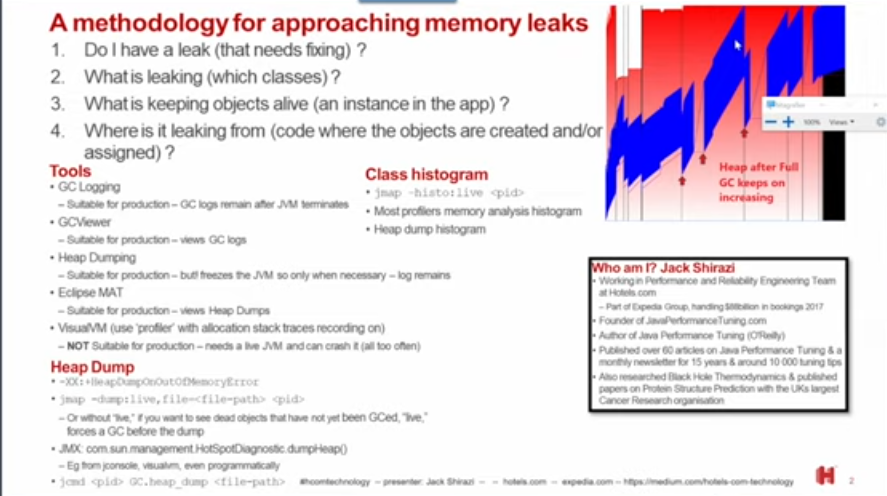 A methodology for approaching memory leaks
1. Do I have a leak (that needs fixing) ?
2. What is leaking (which classes) ?
3. What is keeping objects alive (an instance in the app) ?
4. Where is it leaking from (code where the objects are created and/or
assigned) ?
Tools
• GC Logging
– Suitable for production – GC logs remain after JVM terminates
• GCViewer
– Suitable for production – views GC logs
• Heap Dumping
– Suitable for production – but! freezes the JVM so only when necessary – log remains
• Eclipse MAT
– Suitable for production – views Heap Dumps
• VisualVM (use 'profiler' with allocation stack traces recording on)
– NOT Suitable for production – needs a live JVM and can crash it (all too often)
Class histogram
• jmap -histo:live <pid>
• Most profilers memory analysis histogram
• Heap dump histogram
Heap Dump
• -XX:+HeapDumpOnOutOfMemoryError
• jmap -dump:live,file=<file-path> <pid>
– Or without "live," if you want to see dead objects that have not yet been GCed, "live,"
forces a GC before the dump
• JMX: com.sun.management.HotSpotDiagnostic.dumpHeap()
– Eg from jconsole, visualvm, even programmatically
• jcmd <pid> GC.heap_dump <file-path>
Heap after Full
GC keeps on
increasing
Magnifier
100%
Views
Who am I? Jack Shirazi
• Working in Performance and Reliability Engineering Team
at Hotels.com
– Part of Expedia Group, handling $88billion in bookings 2017
• Founder of JavaPerformanceTuning.com
• Author of Java Performance Tuning (O'Reilly)
• Published over 60 articles on Java Performance Tuning & a
monthly newsletter for 15 years & around 10 000 tuning tips
• Also researched Black Hole Thermodynamics & published
papers on Protein Structure Prediction with the UKs largest
Cancer Research organisation
#hcomtechnology -- presenter: Jack Shirazi -- -- hotels.com -- expedia.com -- https://medium.com/hotels-com-technology
H
2